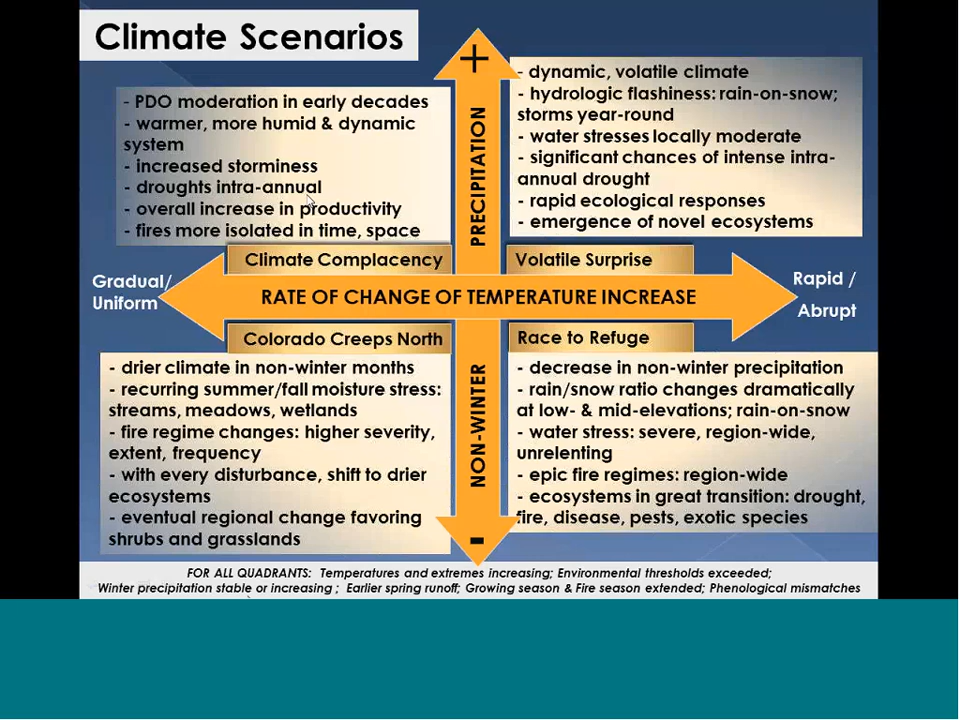 Climate Scenarios
+
- PDO moderation in early decades
- warmer, more humid & dynamic
system
- increased storminess
- droughts intra-annual
- overall increase in productivity
- fires more isolated in time, space
- dynamic, volatile climate
- hydrologic flashiness: rain-on-snow;
storms year-round
- water stresses locally moderate
- significant chances of intense intra-
annual drought
- rapid ecological responses
- emergence of novel ecosystems
PRECIPITATION
Climate Complacency
Volatile Surprise
Gradual/
Uniform
RATE OF CHANGE OF TEMPERATURE INCREASE
Rapid /
Abrupt
Colorado Creeps North
Race to Refuge
- drier climate in non-winter months
- recurring summer/fall moisture stress:
streams, meadows, wetlands
- fire regime changes: higher severity,
extent, frequency
- with every disturbance, shift to drier
ecosystems
- eventual regional change favoring
shrubs and grasslands
NON-WINTER
- decrease in non-winter precipitation
- rain/snow ratio changes dramatically
at low- & mid-elevations; rain-on-snow
- water stress: severe, region-wide,
unrelenting
- epic fire regimes: region-wide
- ecosystems in great transition: drought,
fire, disease, pests, exotic species
-
FOR ALL QUADRANTS: Temperatures and extremes increasing; Environmental thresholds exceeded;
Winter precipitation stable or increasing ; Earlier spring runoff; Growing season & Fire season extended; Phenological mismatches